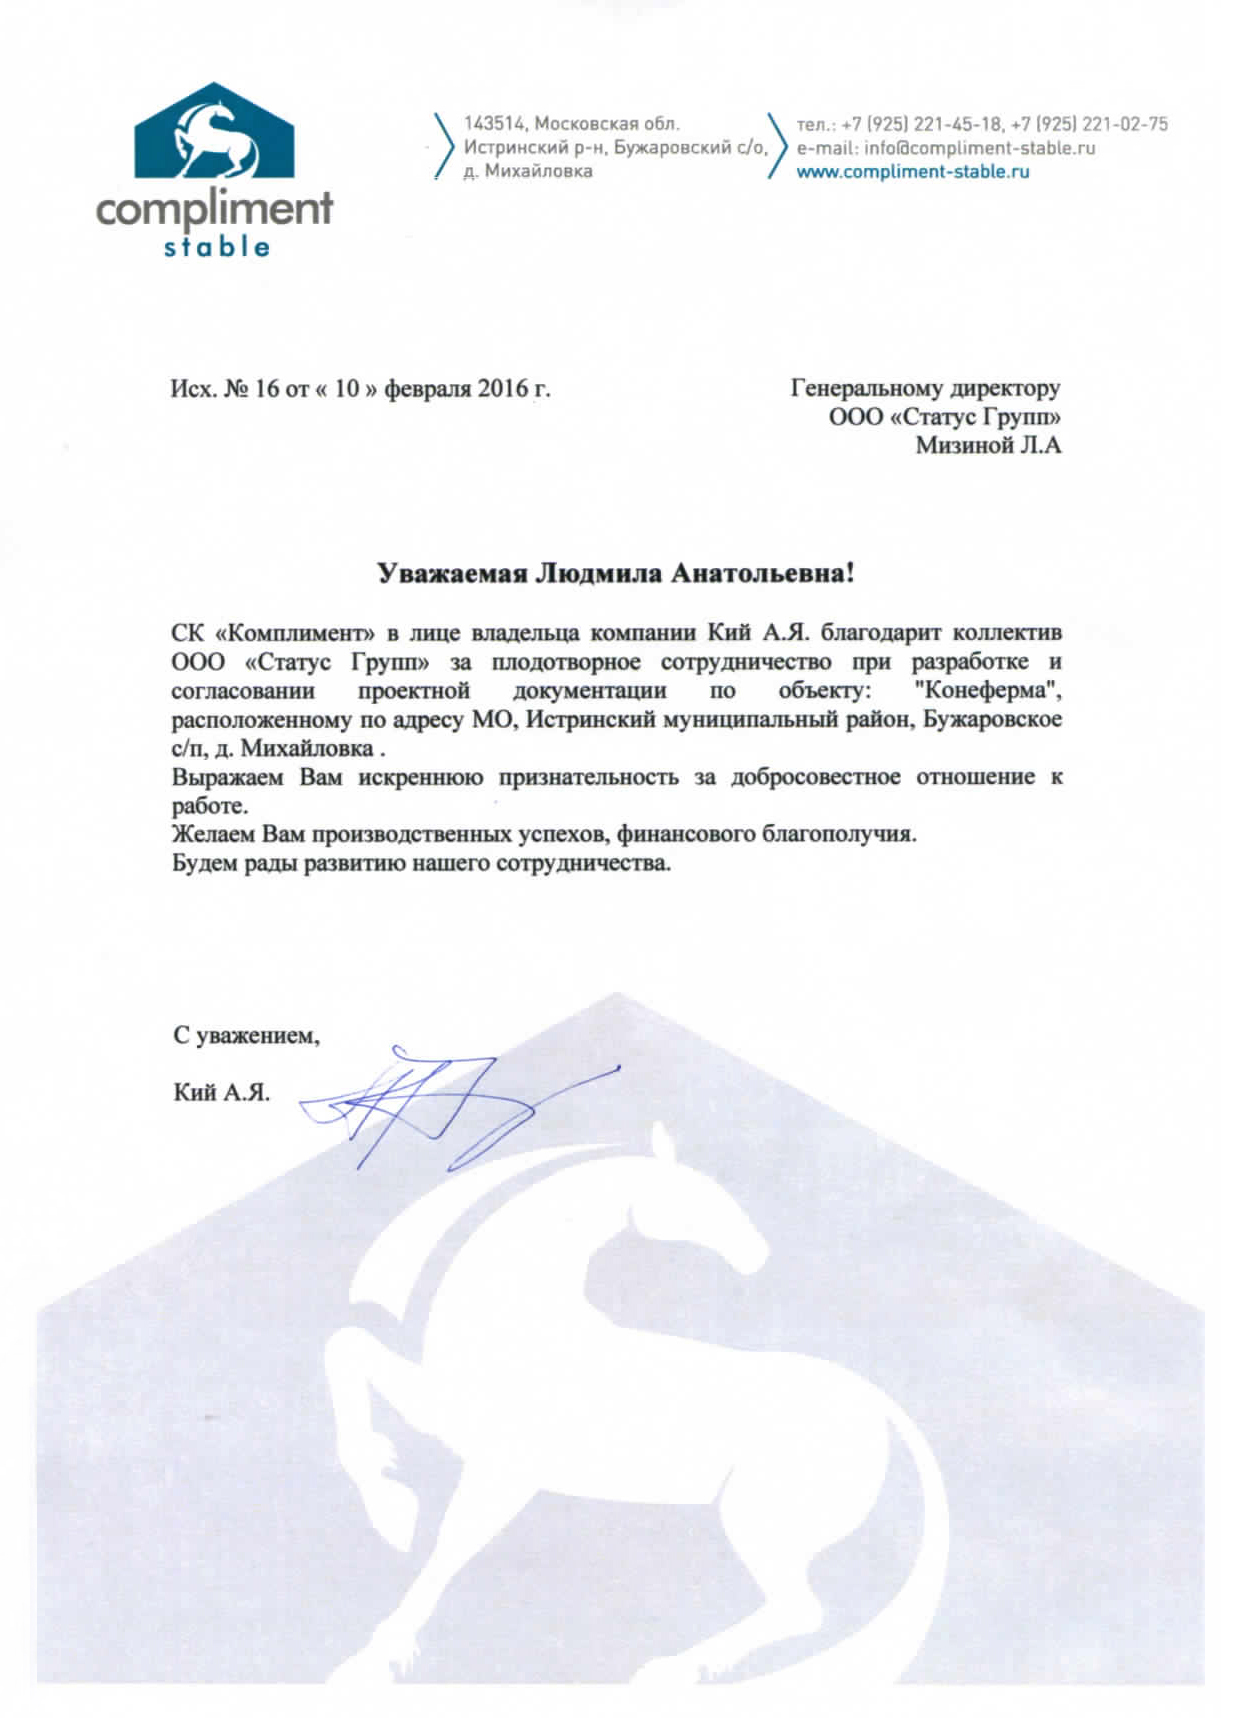 compliment
stable
143514, Московская обл.
Истринский р-н, Бужаровский с/о,
д. Михайловка
тел.: +7 (925) 221-45-18, +7 (925) 221-02-75
e-mail: info@compliment-stable.ru
www.compliment-stable.ru
Исх. № 16 от « 10 » февраля 2016 г.
Генеральному директору
ООО «Статус Групп»
Мизиной Л.А
Уважаемая Людмила Анатольевна!
СК «Комплимент» в лице владельца компании Кий А.Я. благодарит коллектив
ООО «Статус Групп» за плодотворное сотрудничество при разработке и
согласовании проектной документации по объекту: "Конеферма",
расположенному по адресу МО, Истринский муниципальный район, Бужаровское
с/п, д. Михайловка .
Выражаем Вам искреннюю признательность за добросовестное отношение к
работе.
Желаем Вам производственных успехов, финансового благополучия.
Будем рады развитию нашего сотрудничества.
С уважением,
Кий А.Я.